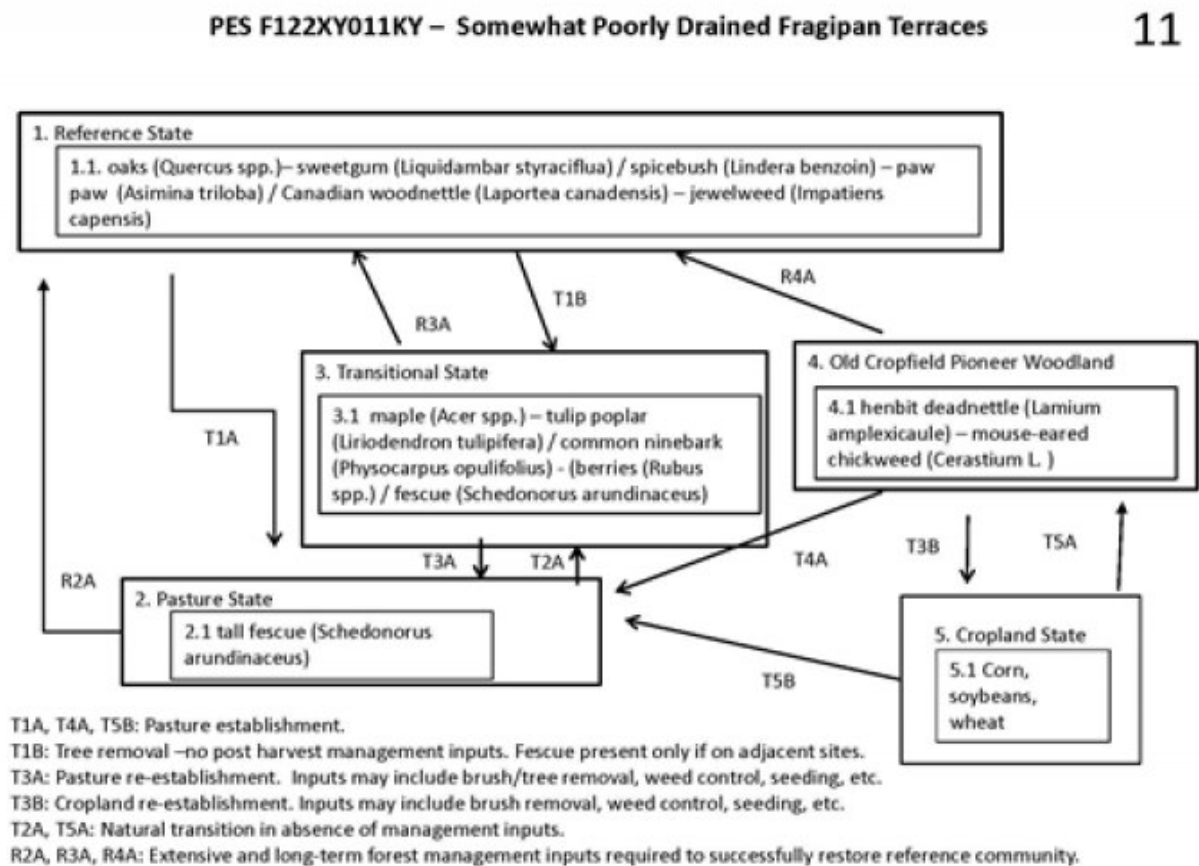 PES F122XY011KY – Somewhat Poorly Drained Fragipan Terraces
11
1. Reference State
1.1. oaks (Quercus spp.)– sweetgum (Liquidambar styraciflua) / spicebush (Lindera benzoin) – paw
paw (Asimina triloba) / Canadian woodnettle (Laportea canadensis) – jewelweed (Impatiens
capensis)
R4A
T1B
R3A
3. Transitional State
3.1 maple (Acer spp.) – tulip poplar
(Liriodendron tulipifera) / common ninebark
(Physocarpus opulifolius) - (berries (Rubus
spp.) / fescue (Schedonorus arundinaceus)
4. Old Cropfield Pioneer Woodland
4.1 henbit deadnettle (Lamium
amplexicaule) – mouse-eared
chickweed (Cerastium L. )
T1A
R2A
T3A
T2A
T4A
T3B
T5A
2. Pasture State
2.1 tall fescue (Schedonorus
arundinaceus)
T5B
5. Cropland State
5.1 Corn,
soybeans,
wheat
T1A, T4A, T5B: Pasture establishment.
T1B: Tree removal –no post harvest management inputs. Fescue present only if on adjacent sites.
T3A: Pasture re-establishment. Inputs may include brush/tree removal, weed control, seeding, etc.
T3B: Cropland re-establishment. Inputs may include brush removal, weed control, seeding, etc.
T2A, T5A: Natural transition in absence of management inputs.
R2A, R3A, R4A: Extensive and long-term forest management inputs required to successfully restore reference community.